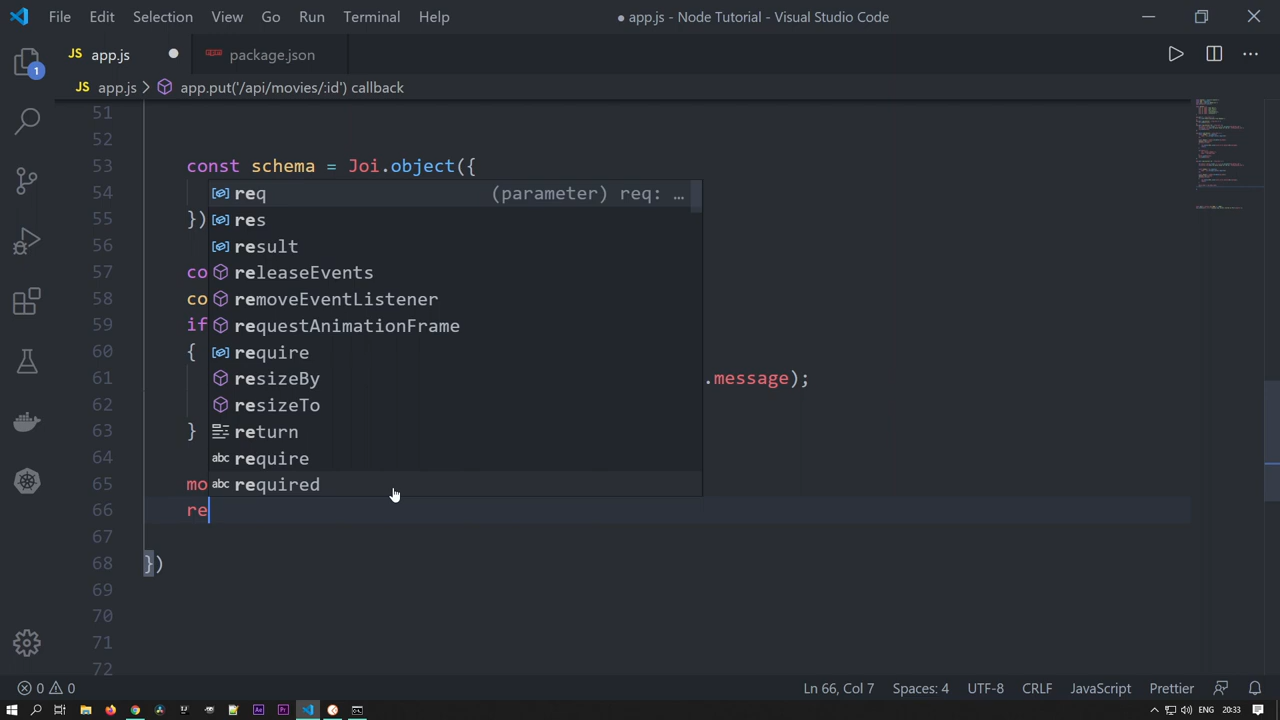 File Edit Selection View Go Run Terminal Help ● app.js - Node Tutorial - Visual Studio Code
JS app.js ● package.json
JS app.js > app.put('/api/movies/:id') callback
1
51
52
53 const schema = Joi.object({
54 req (parameter) req: …
55 }) res
56 result
57 co releaseEvents
58 co removeEventListener
59 if requestAnimationFrame
60 { require
61 resizeBy .message);
62 resizeTo
63 } return
64 require
65 mo required
66 re
67
68 })
69
70
71
72
0 0 Ln 66, Col 7 Spaces: 4 UTF-8 CRLF JavaScript Prettier
ENG 20:33